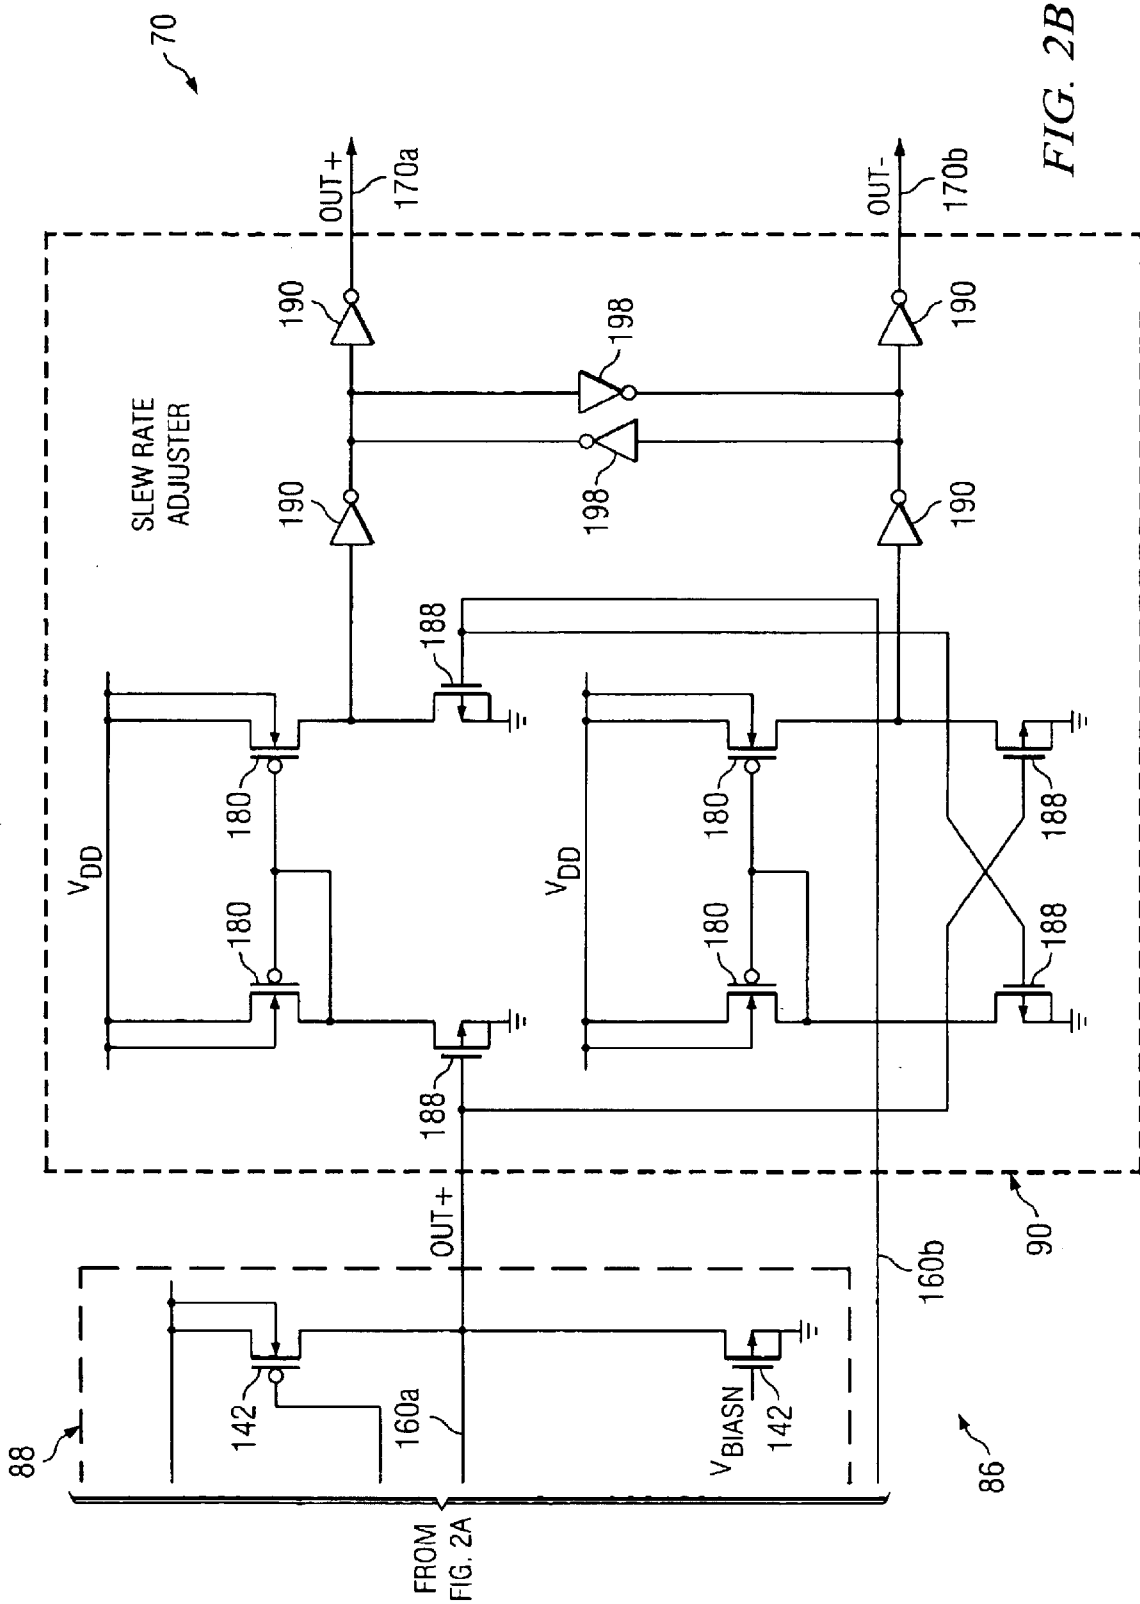 70
SLEW RATE
ADJUSTER
OUT+
170a
OUT-
170b
190
190
190
190
198
198
VDD
180
180
188
188
VDD
180
180
188
188
OUT+
90
88
142
160a
VBIASN
142
160b
86
FROM
FIG. 2A
FIG. 2B